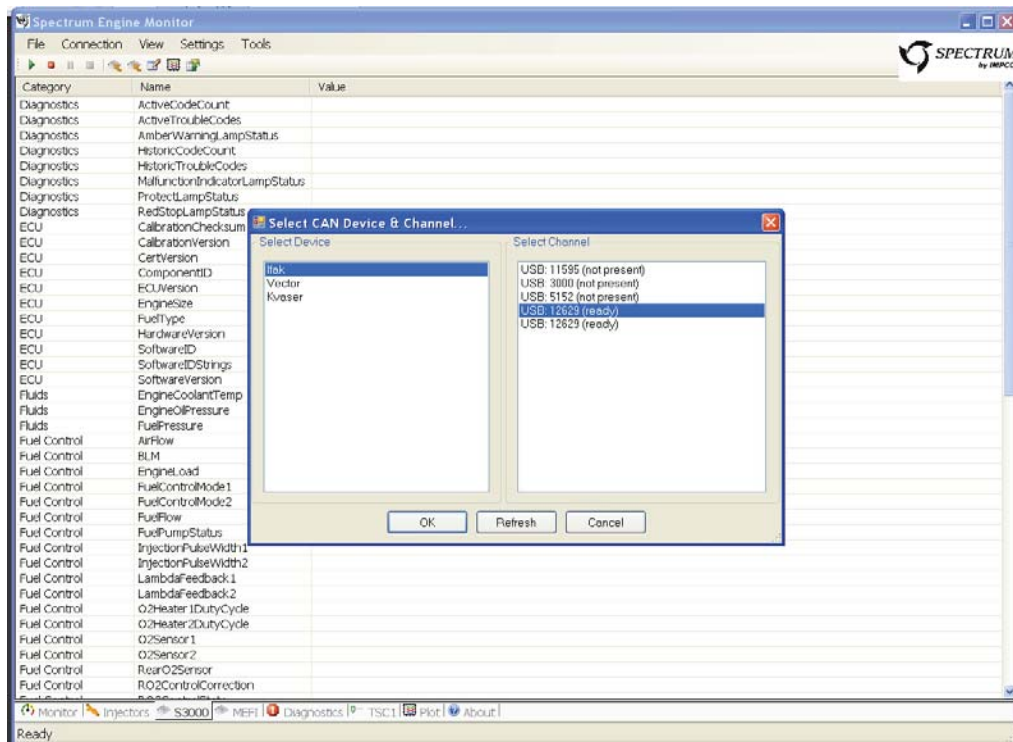 Spectrum Engine Monitor
File Connection View Settings Tools
SPECTRUM
by IMPCO
Category Name Value
Diagnostics ActiveCodeCount
Diagnostics ActiveTroubleCodes
Diagnostics AmberWarningLampStatus
Diagnostics HistoricCodeCount
Diagnostics HistoricTroubleCodes
Diagnostics MalfunctionIndicatorLampStatus
Diagnostics ProtectLampStatus
Diagnostics RedStopLampStatus
ECU CalibrationChecksum
ECU CalibrationVersion
ECU CertVersion
ECU ComponentID
ECU ECUVersion
ECU EngineSize
ECU FuelType
ECU HardwareVersion
ECU SoftwareID
ECU SoftwareIDStrings
ECU SoftwareVersion
Fluids EngineCoolantTemp
Fluids EngineOilPressure
Fluids FuelPressure
Fuel Control AirFlow
Fuel Control BLM
Fuel Control EngineLoad
Fuel Control FuelControlMode1
Fuel Control FuelControlMode2
Fuel Control FuelFlow
Fuel Control FuelPumpStatus
Fuel Control InjectionPulseWidth1
Fuel Control InjectionPulseWidth2
Fuel Control LambdaFeedback1
Fuel Control LambdaFeedback2
Fuel Control O2Heater1DutyCycle
Fuel Control O2Heater2DutyCycle
Fuel Control O2Sensor1
Fuel Control O2Sensor2
Fuel Control RearO2Sensor
Fuel Control RO2ControlCorrection
Select CAN Device & Channel...
Select Device
Itek
Vector
Kvaser
Select Channel
USB: 11595 (not present)
USB: 3000 (not present)
USB: 5152 (not present)
USB: 12629 (ready)
USB: 12629 (ready)
OK Refresh Cancel
Monitor Injectors S3000 MEFI Diagnostics TSC1 Plot About
Ready